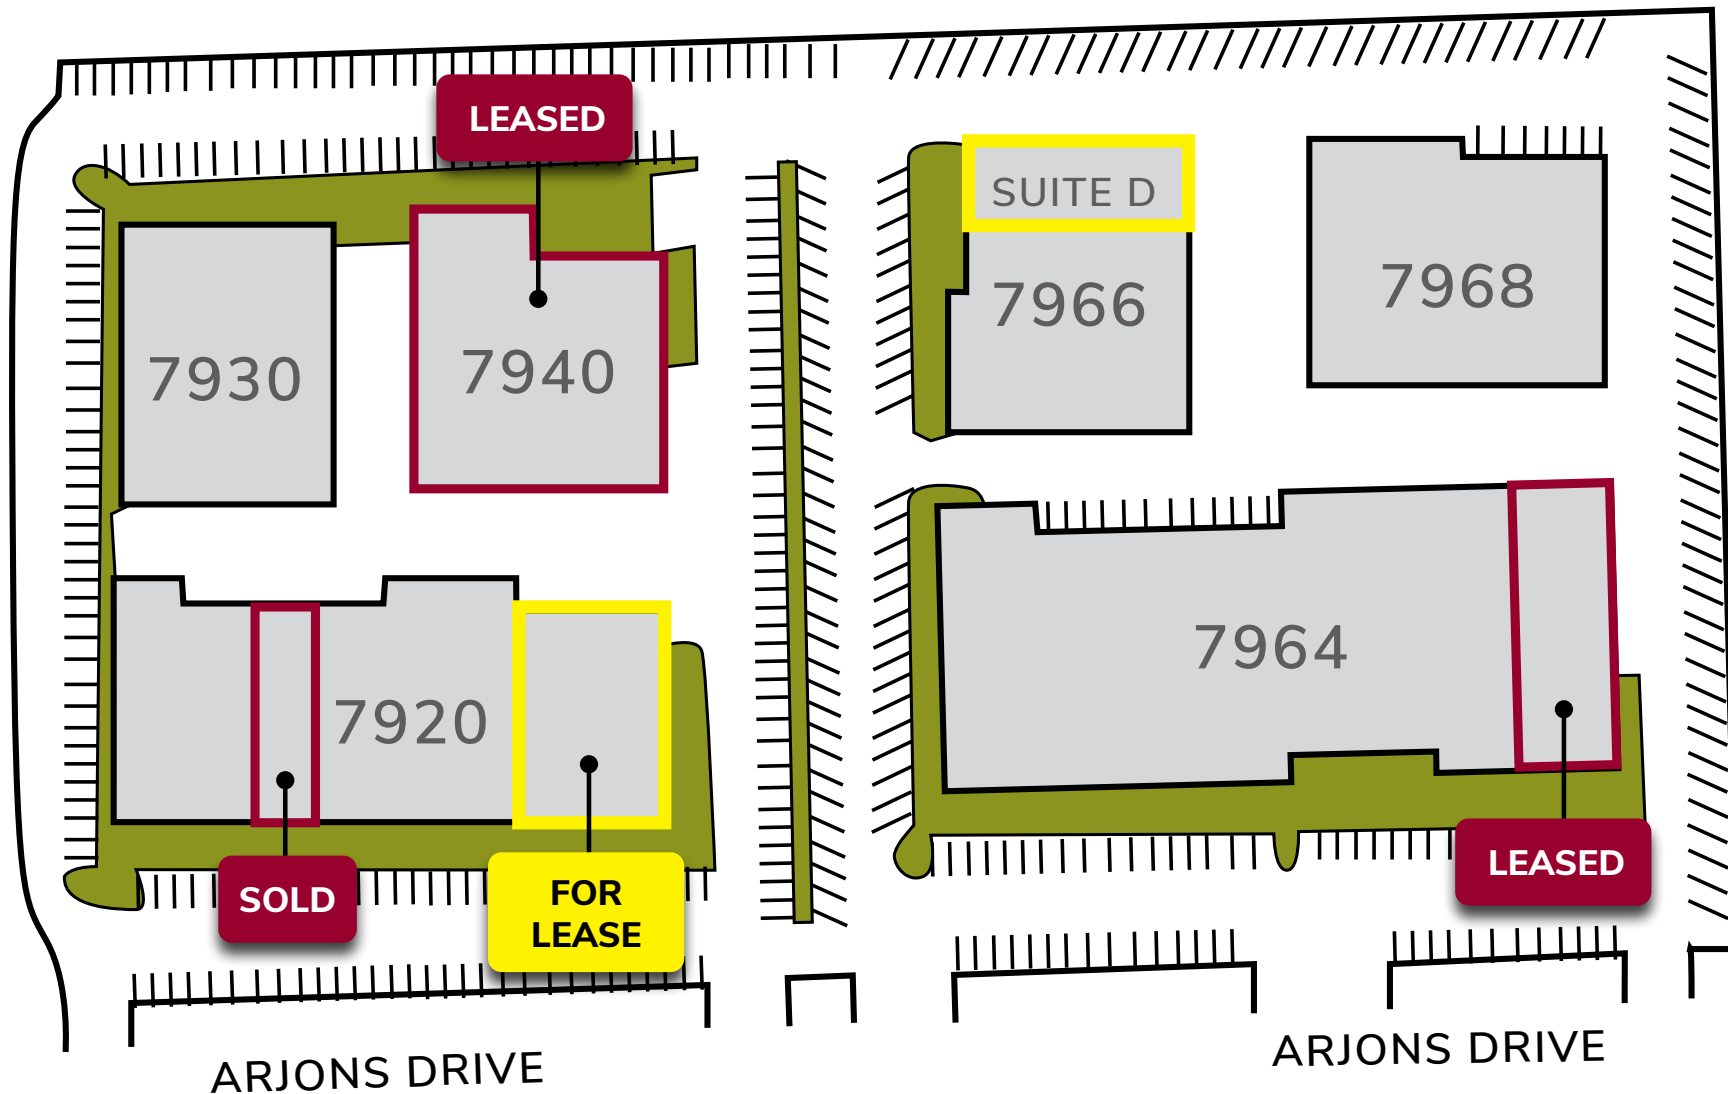 LEASED
SUITE D
7966
7968
7930
7940
7964
7920
LEASED
SOLD
FOR
LEASE
ARJONS DRIVE
ARJONS DRIVE